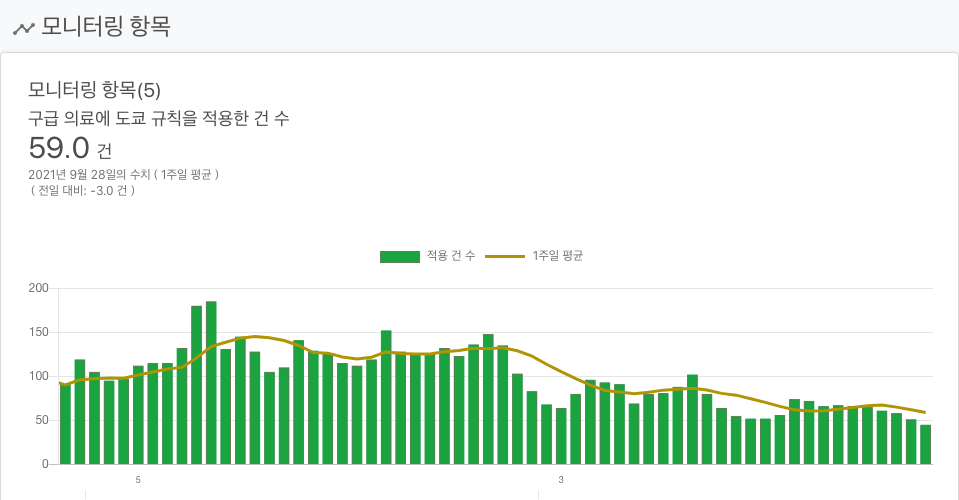 모니터링 항목
모니터링 항목(5)
구급 의료에 도쿄 규칙을 적용한 건 수
59.0 건
2021년 9월 28일의 수치 ( 1주일 평균 )
( 전일 대비: -3.0 건 )
적용 건 수 1주일 평균
200
150
100
50
0
5 3